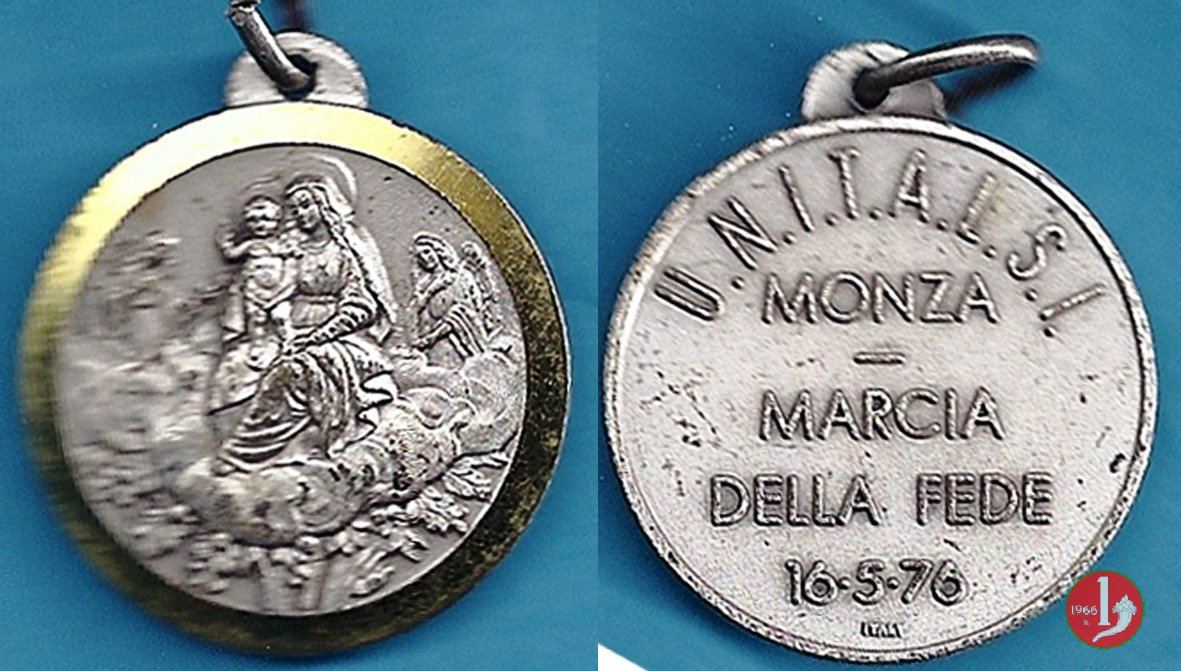 U.N.I.T.A.L.S.I.
MONZA
—
MARCIA
DELLA FEDE
16·5·76
ITALY
1966
R.